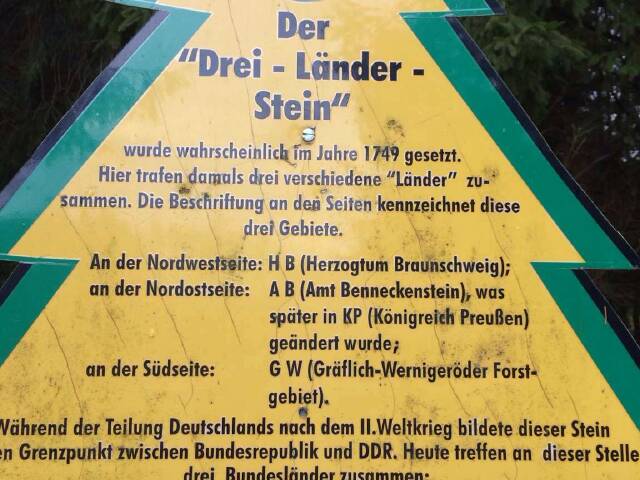 Der
"Drei - Länder -
Stein"
wurde wahrscheinlich im Jahre 1749 gesetzt.
Hier trafen damals drei verschiedene "Länder" zu-
sammen. Die Beschriftung an den Seiten kennzeichnet diese
drei Gebiete.
An der Nordwestseite: H B (Herzogtum Braunschweig);
an der Nordostseite: A B (Amt Benneckenstein), was
später in KP (Königreich Preußen)
geändert wurde;
an der Südseite: G W (Gräflich-Wernigeröder Forst-
gebiet).
Während der Teilung Deutschlands nach dem II.Weltkrieg bildete dieser Stein
en Grenzpunkt zwischen Bundesrepublik und DDR. Heute treffen an dieser Stelle
drei Bundesländer zusammen: